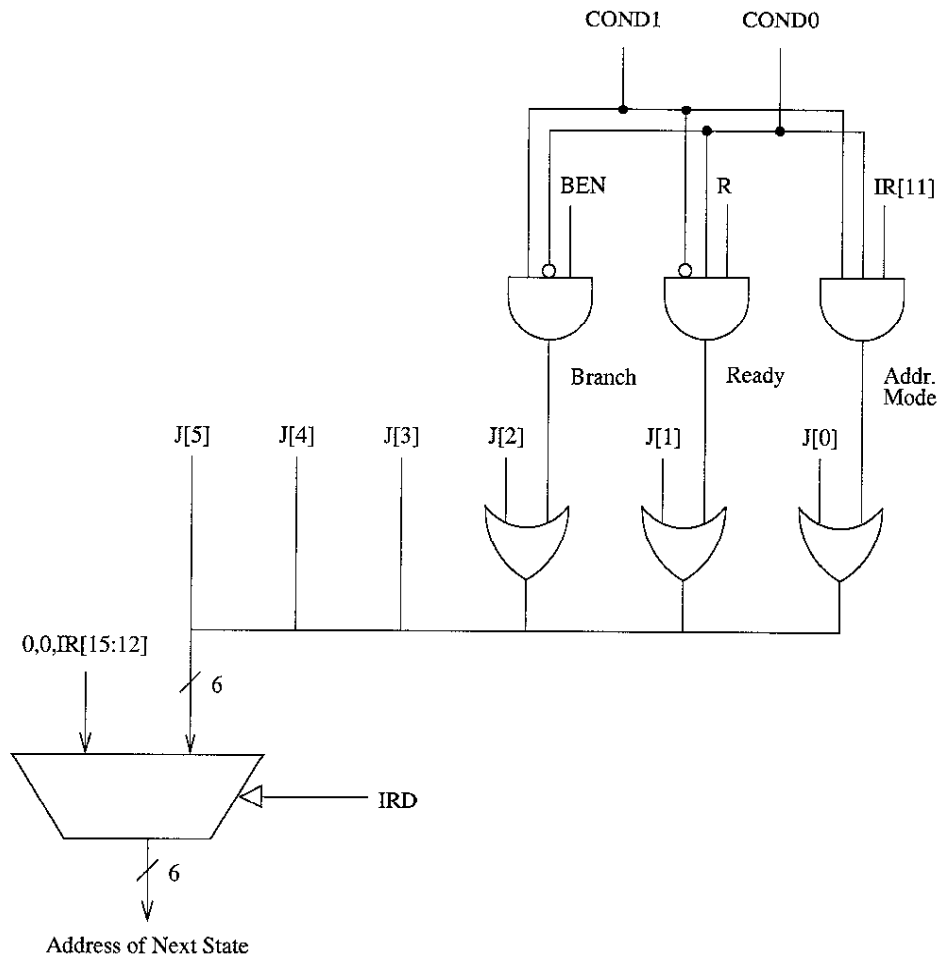 COND1
COND0
BEN
R
IR[11]
Branch
Ready
Addr.
Mode
J[5]
J[4]
J[3]
J[2]
J[1]
J[0]
0,0,IR[15:12]
6
IRD
6
Address of Next State